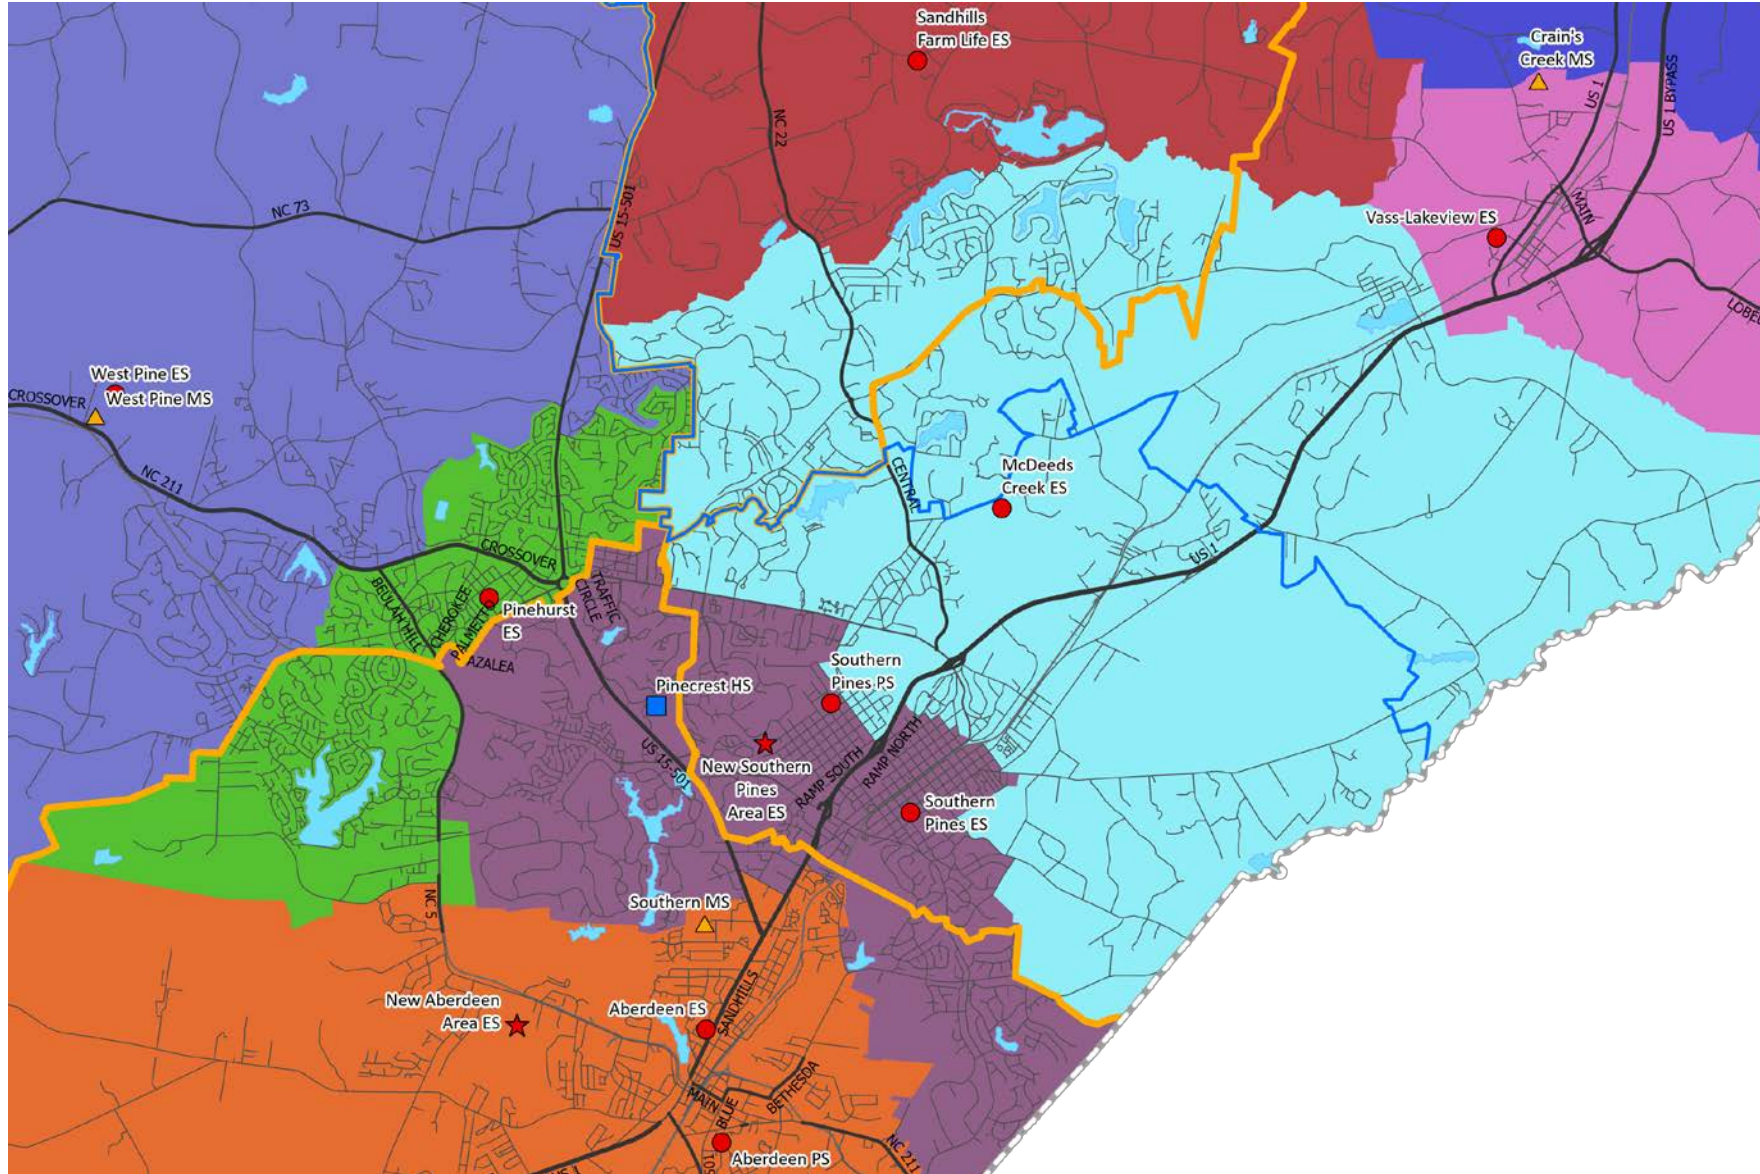 Sandhills
Farm Life ES
Crain's
Creek MS
US 1
US 1 BYPASS
NC 22
NC 73
US 15-501
MAIN
Vass-Lakeview ES
West Pine ES
West Pine MS
CROSSOVER
NC 211
CENTRAL
McDeeds
Creek ES
US 1
CROSSOVER
TRAFFIC
CIRCLE
BEULAH HILL
CHEROKEE
PALMETTO
Pinehurst
ES
AZALEA
Southern
Pines PS
Pinecrest HS
US 15-501
New Southern
Pines
Area ES
RAMP SOUTH
RAMP NORTH
Southern
Pines ES
NC 5
Southern MS
New Aberdeen
Area ES
Aberdeen ES
SANDHILLS
MAIN
BLUE
BETHESDA
Aberdeen PS
NC 211
US 1